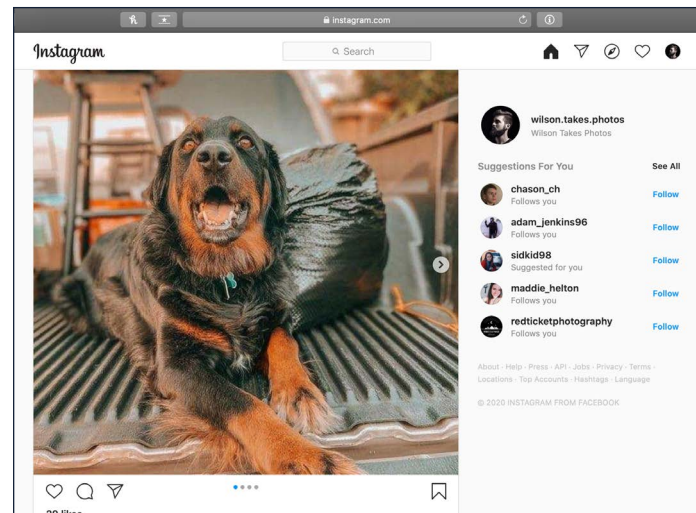 instagram.com
Instagram
Search
wilson.takes.photos
Wilson Takes Photos
Suggestions For You See All
chason_ch
Follows you
Follow
adam_jenkins96
Follows you
Follow
sidkid98
Suggested for you
Follow
maddie_helton
Follows you
Follow
redticketphotography
Follows you
Follow
About · Help · Press · API · Jobs · Privacy · Terms ·
Locations · Top Accounts · Hashtags · Language
© 2020 INSTAGRAM FROM FACEBOOK
likes